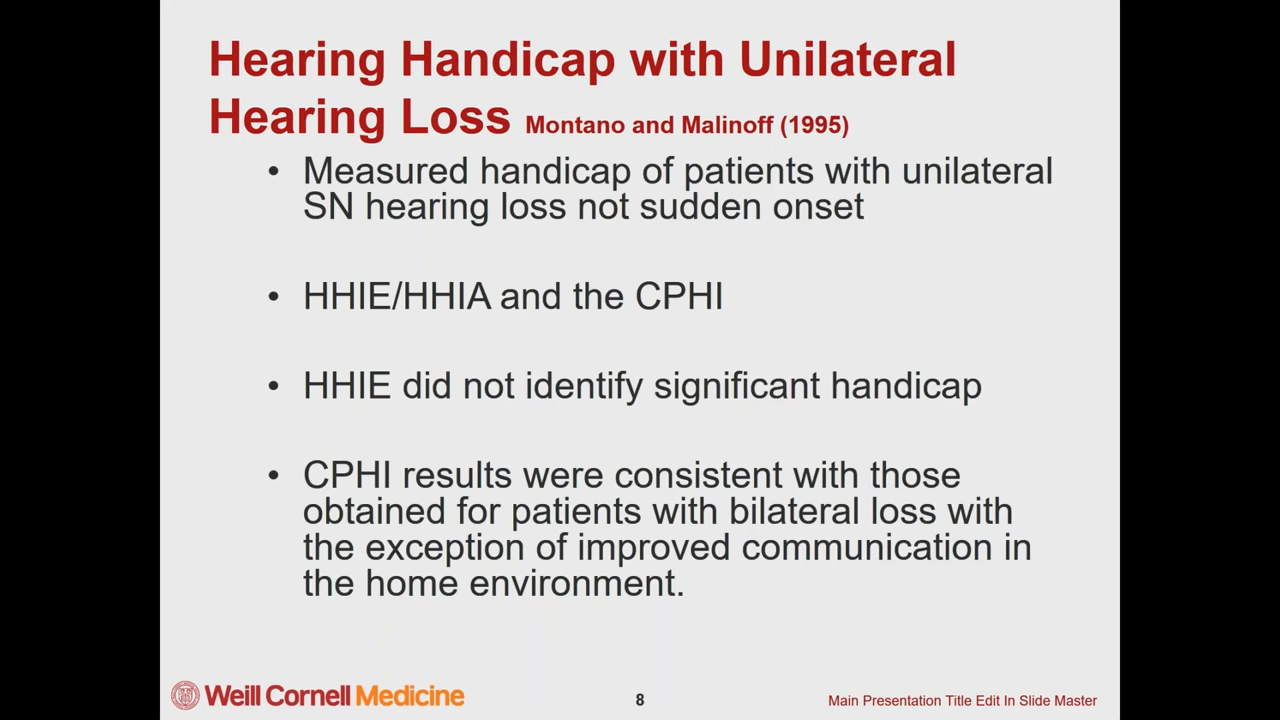 Hearing Handicap with Unilateral
Hearing Loss Montano and Malinoff (1995)
• Measured handicap of patients with unilateral
SN hearing loss not sudden onset
• HHIE/HHIA and the CPHI
• HHIE did not identify significant handicap
• CPHI results were consistent with those
obtained for patients with bilateral loss with
the exception of improved communication in
the home environment.
Weill Cornell Medicine
8
Main Presentation Title Edit In Slide Master